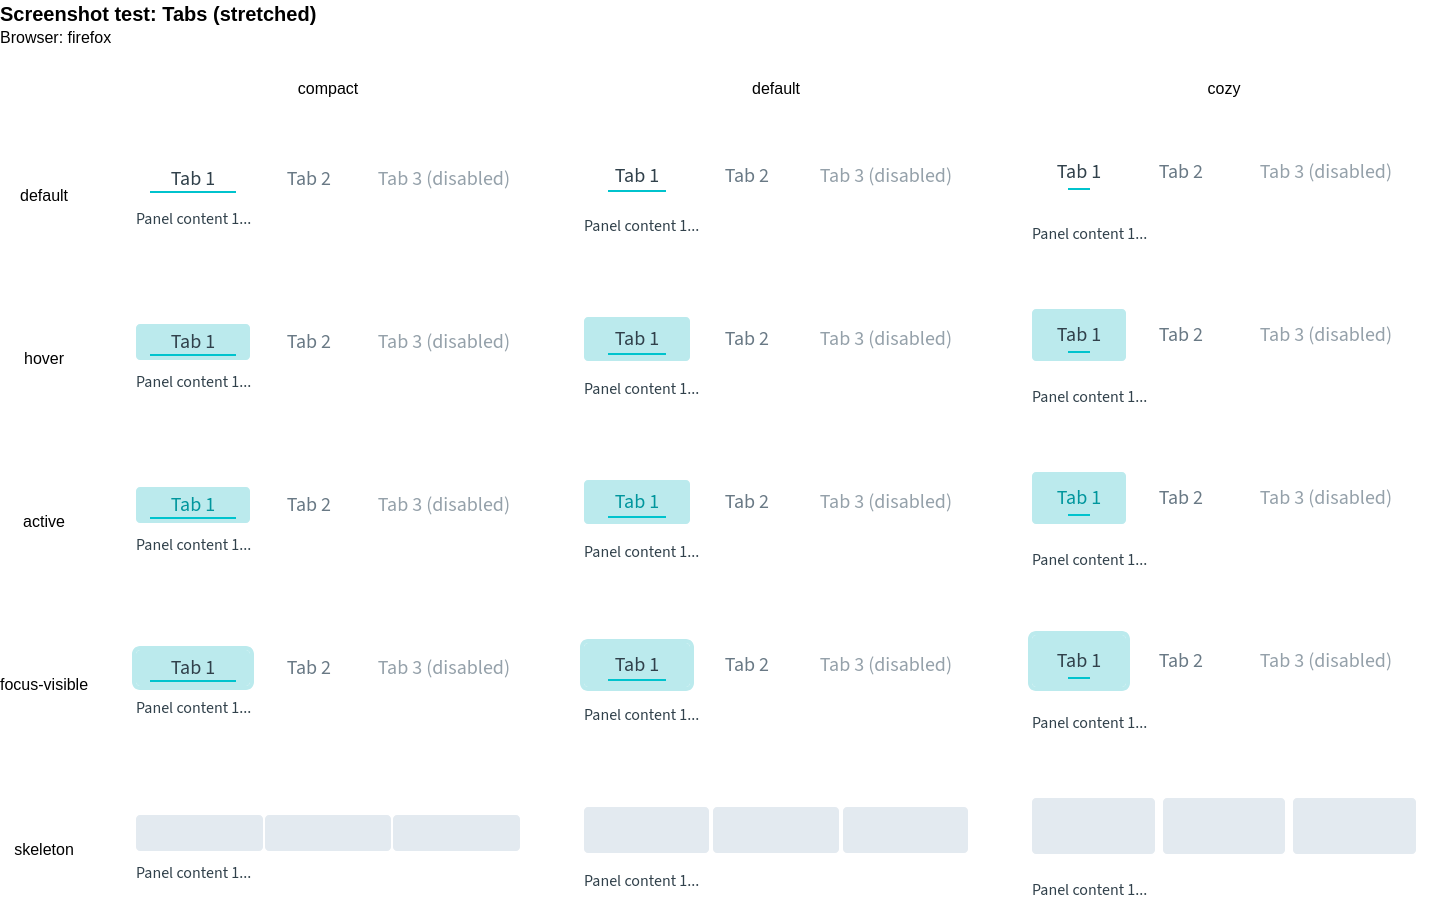 Screenshot test: Tabs (stretched)
Browser: firefox
compact default cozy
default Tab 1 Tab 2 Tab 3 (disabled) Tab 1 Tab 2 Tab 3 (disabled) Tab 1 Tab 2 Tab 3 (disabled)
Panel content 1... Panel content 1... Panel content 1...
hover Tab 1 Tab 2 Tab 3 (disabled) Tab 1 Tab 2 Tab 3 (disabled) Tab 1 Tab 2 Tab 3 (disabled)
Panel content 1... Panel content 1... Panel content 1...
active Tab 1 Tab 2 Tab 3 (disabled) Tab 1 Tab 2 Tab 3 (disabled) Tab 1 Tab 2 Tab 3 (disabled)
Panel content 1... Panel content 1... Panel content 1...
focus-visible Tab 1 Tab 2 Tab 3 (disabled) Tab 1 Tab 2 Tab 3 (disabled) Tab 1 Tab 2 Tab 3 (disabled)
Panel content 1... Panel content 1... Panel content 1...
skeleton
Panel content 1... Panel content 1... Panel content 1...